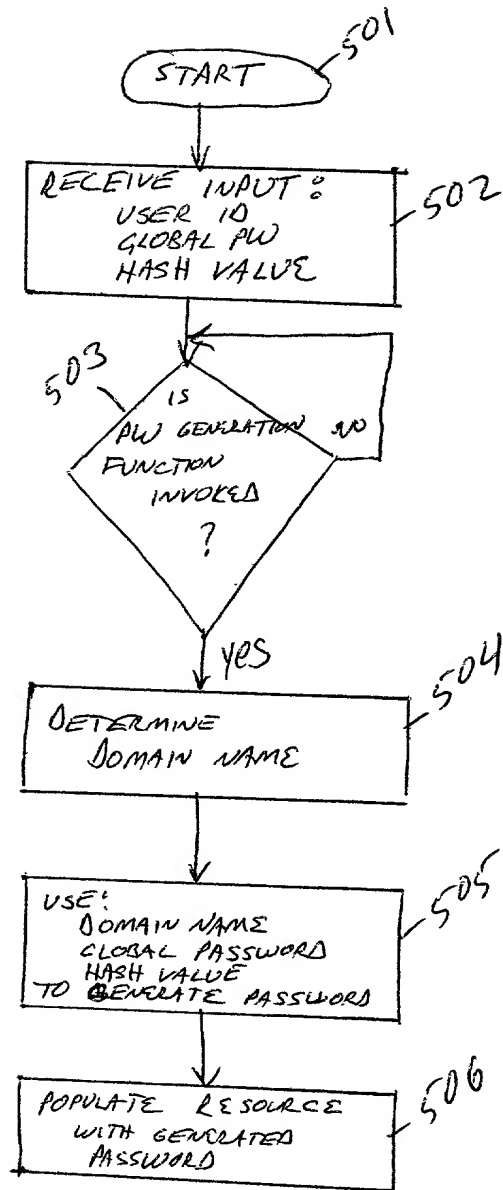 501
START
RECEIVE INPUT:
USER ID
GLOBAL PW
HASH VALUE
502
503
IS
PW GENERATION
FUNCTION
INVOKED
?
NO
yes
504
DETERMINE
DOMAIN NAME
505
USE:
DOMAIN NAME
GLOBAL PASSWORD
HASH VALUE
TO GENERATE PASSWORD
506
POPULATE RESOURCE
WITH GENERATED
PASSWORD